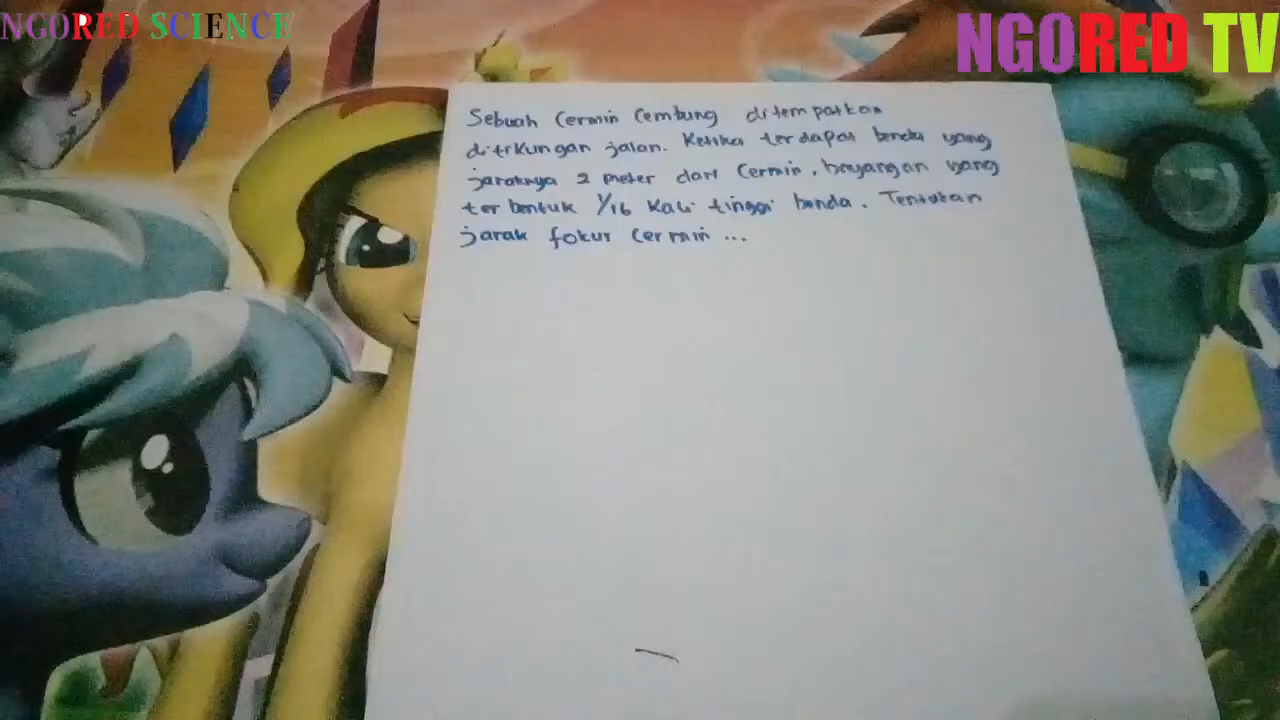 NGORED SCIENCE
NGORED TV
Sebuah Cermin Cembung ditempatkan
ditikungan jalan. Ketika terdapat benda yang
jaraknya 2 meter dari Cermin, bayangan yang
terbentuk 1/16 kali tinggi benda. Tentukan
jarak fokus Cermin ...